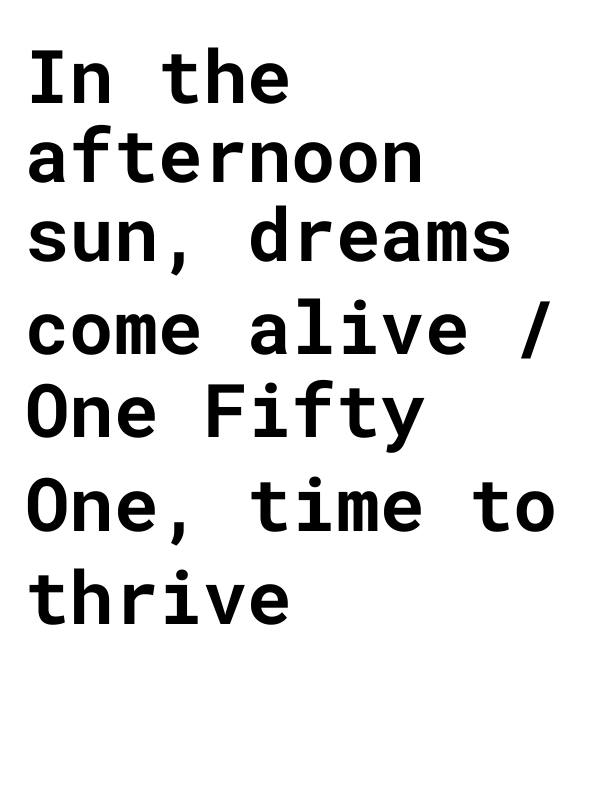 In the
afternoon
sun, dreams
come alive /
One Fifty
One, time to
thrive